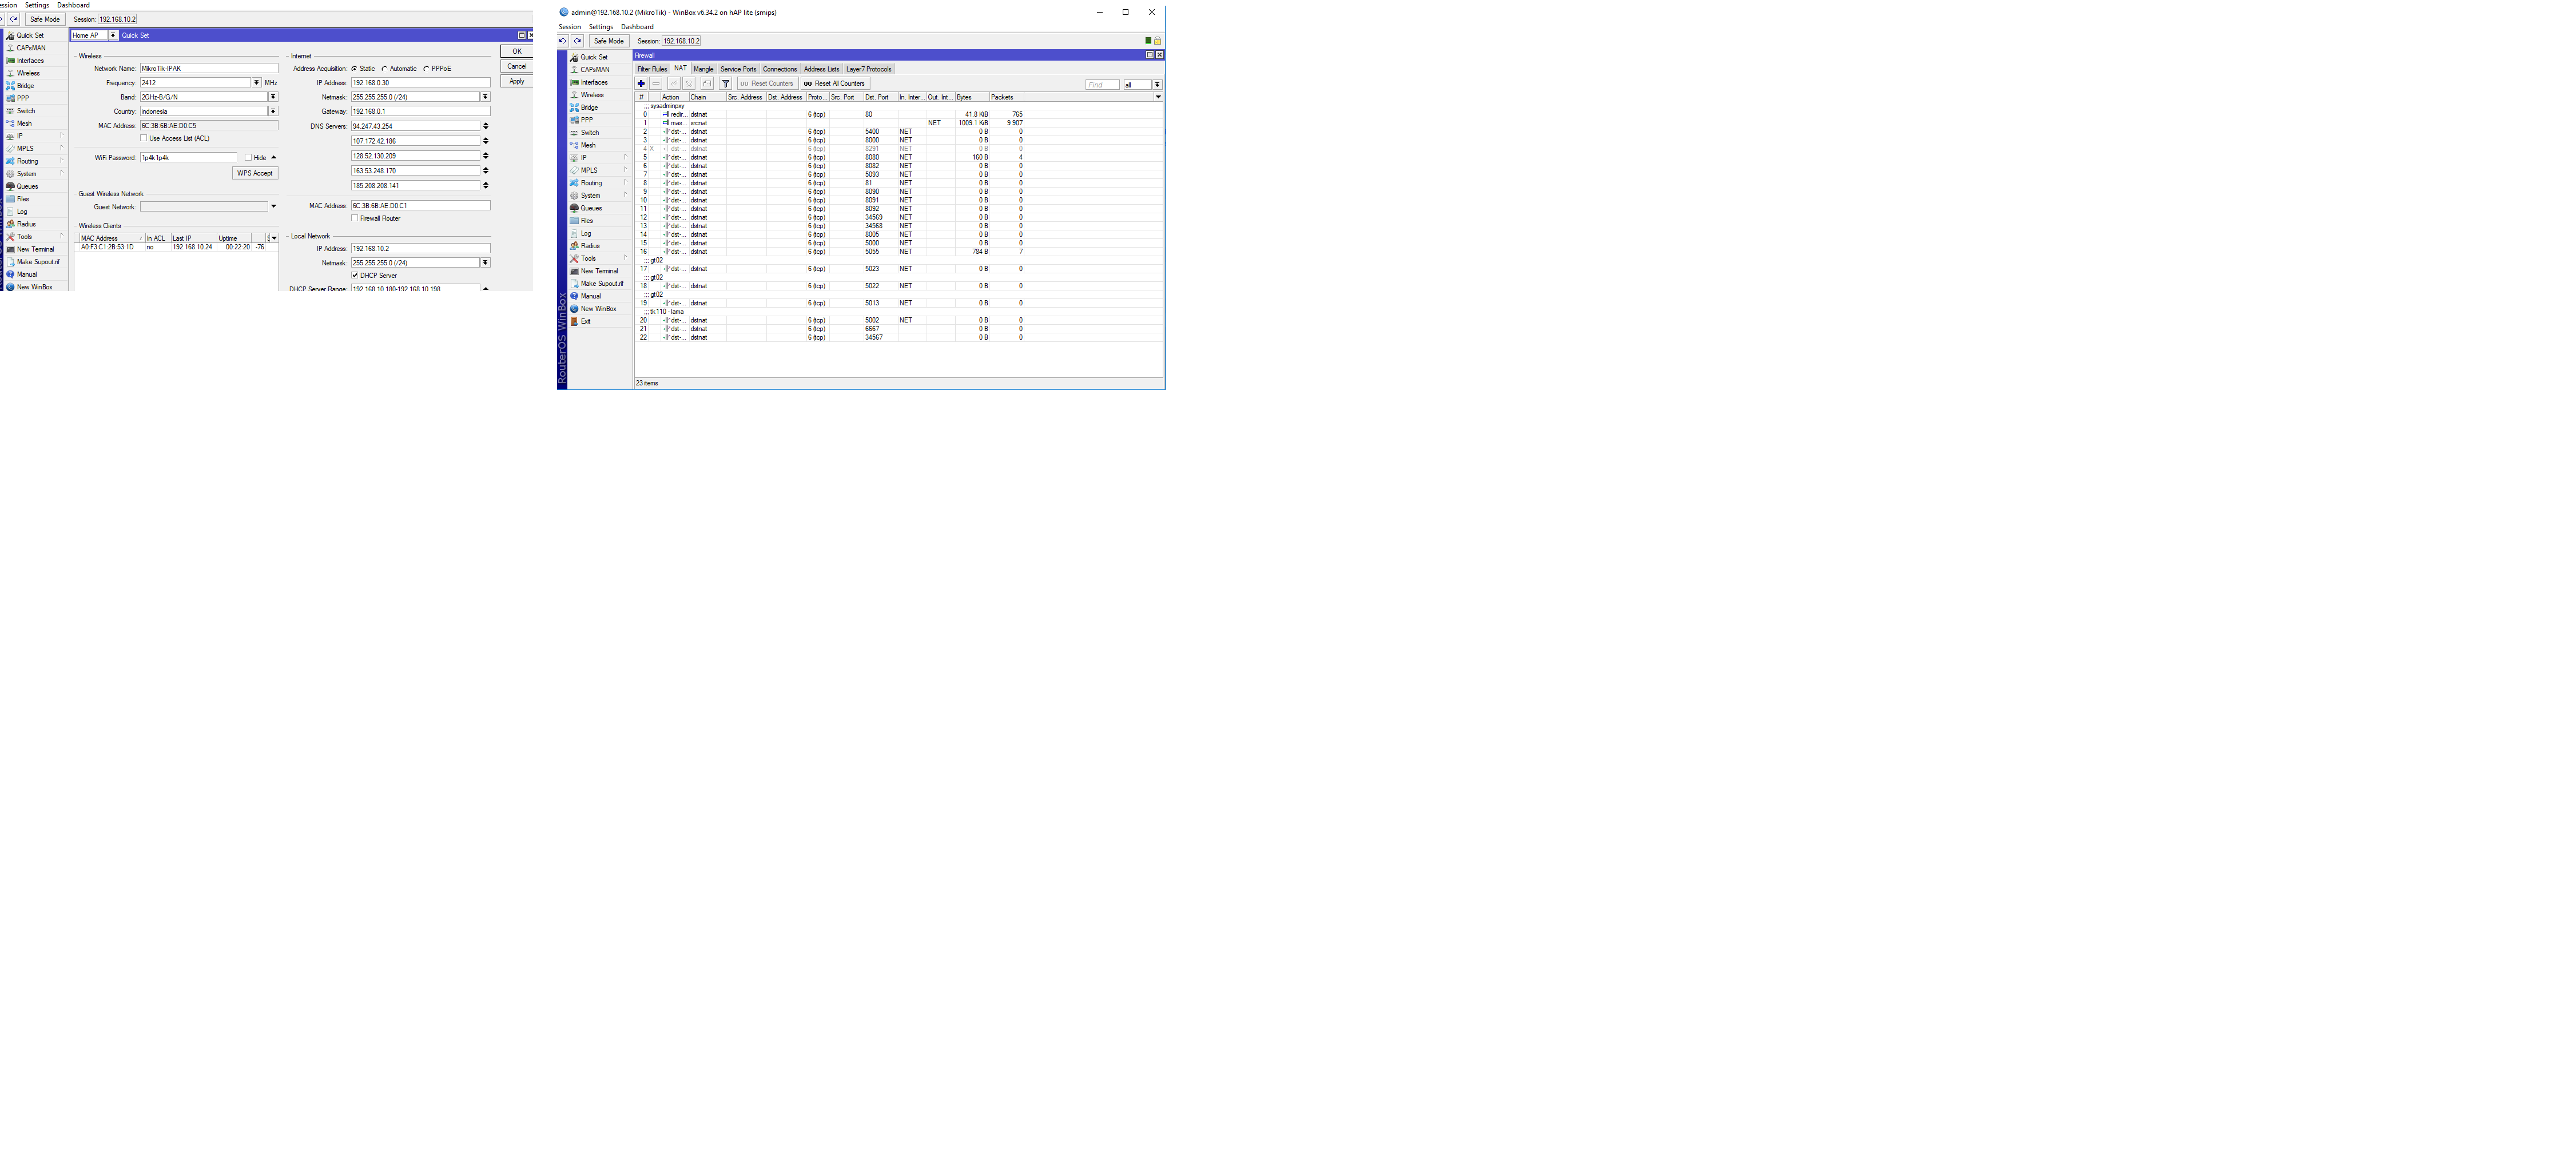 ession Settings Dashboard
Safe Mode Session: 192.168.10.2
Home AP Quick Set
Quick Set
CAPsMAN
Interfaces
Wireless
Bridge
PPP
Switch
Mesh
IP
MPLS
Routing
System
Queues
Files
Log
Radius
Tools
New Terminal
Make Supout.rif
Manual
New WinBox
Wireless
Network Name: MikroTik-IPAK
Frequency: 2412 MHz
Band: 2GHz-B/G/N
Country: indonesia
MAC Address: 6C:3B:6B:AE:D0:C5
Use Access List (ACL)
WiFi Password: 1p4k1p4k Hide
WPS Accept
Guest Wireless Network
Guest Network:
Wireless Clients
MAC Address In ACL Last IP Uptime S
A0:F3:C1:2B:53:1D no 192.168.10.24 00:22:20 -76
Internet
Address Acquisition: Static Automatic PPPoE
IP Address: 192.168.0.30
Netmask: 255.255.255.0 (/24)
Gateway: 192.168.0.1
DNS Servers: 94.247.43.254
107.172.42.186
128.52.130.209
163.53.248.170
185.208.208.141
MAC Address: 6C:3B:6B:AE:D0:C1
Firewall Router
Local Network
IP Address: 192.168.10.2
Netmask: 255.255.255.0 (/24)
DHCP Server
DHCP Server Range: 192.168.10.180-192.168.10.198
OK
Cancel
Apply
admin@192.168.10.2 (MikroTik) - WinBox v6.34.2 on hAP lite (smips)
Session Settings Dashboard
Safe Mode Session: 192.168.10.2
RouterOS WinBox
Quick Set
CAPsMAN
Interfaces
Wireless
Bridge
PPP
Switch
Mesh
IP
MPLS
Routing
System
Queues
Files
Log
Radius
Tools
New Terminal
Make Supout.rif
Manual
New WinBox
Exit
Firewall
Filter Rules NAT Mangle Service Ports Connections Address Lists Layer7 Protocols
oo Reset Counters oo Reset All Counters Find all
# Action Chain Src. Address Dst. Address Proto... Src. Port Dst. Port In. Inter... Out. Int... Bytes Packets
;;; sysadminpxy
0 redir... dstnat 6 (tcp) 80 41.8 KiB 765
1 mas... srcnat NET 1009.1 KiB 9 907
2 dst-... dstnat 6 (tcp) 5400 NET 0 B 0
3 dst-... dstnat 6 (tcp) 8000 NET 0 B 0
4 X dst-... dstnat 6 (tcp) 8291 NET 0 B 0
5 dst-... dstnat 6 (tcp) 8080 NET 160 B 4
6 dst-... dstnat 6 (tcp) 8082 NET 0 B 0
7 dst-... dstnat 6 (tcp) 5093 NET 0 B 0
8 dst-... dstnat 6 (tcp) 81 NET 0 B 0
9 dst-... dstnat 6 (tcp) 8090 NET 0 B 0
10 dst-... dstnat 6 (tcp) 8091 NET 0 B 0
11 dst-... dstnat 6 (tcp) 8092 NET 0 B 0
12 dst-... dstnat 6 (tcp) 34569 NET 0 B 0
13 dst-... dstnat 6 (tcp) 34568 NET 0 B 0
14 dst-... dstnat 6 (tcp) 8005 NET 0 B 0
15 dst-... dstnat 6 (tcp) 5000 NET 0 B 0
16 dst-... dstnat 6 (tcp) 5055 NET 784 B 7
;;; gt02
17 dst-... dstnat 6 (tcp) 5023 NET 0 B 0
;;; gt02
18 dst-... dstnat 6 (tcp) 5022 NET 0 B 0
;;; gt02
19 dst-... dstnat 6 (tcp) 5013 NET 0 B 0
;;; tk110 - lama
20 dst-... dstnat 6 (tcp) 5002 NET 0 B 0
21 dst-... dstnat 6 (tcp) 6667 0 B 0
22 dst-... dstnat 6 (tcp) 34567 0 B 0
23 items